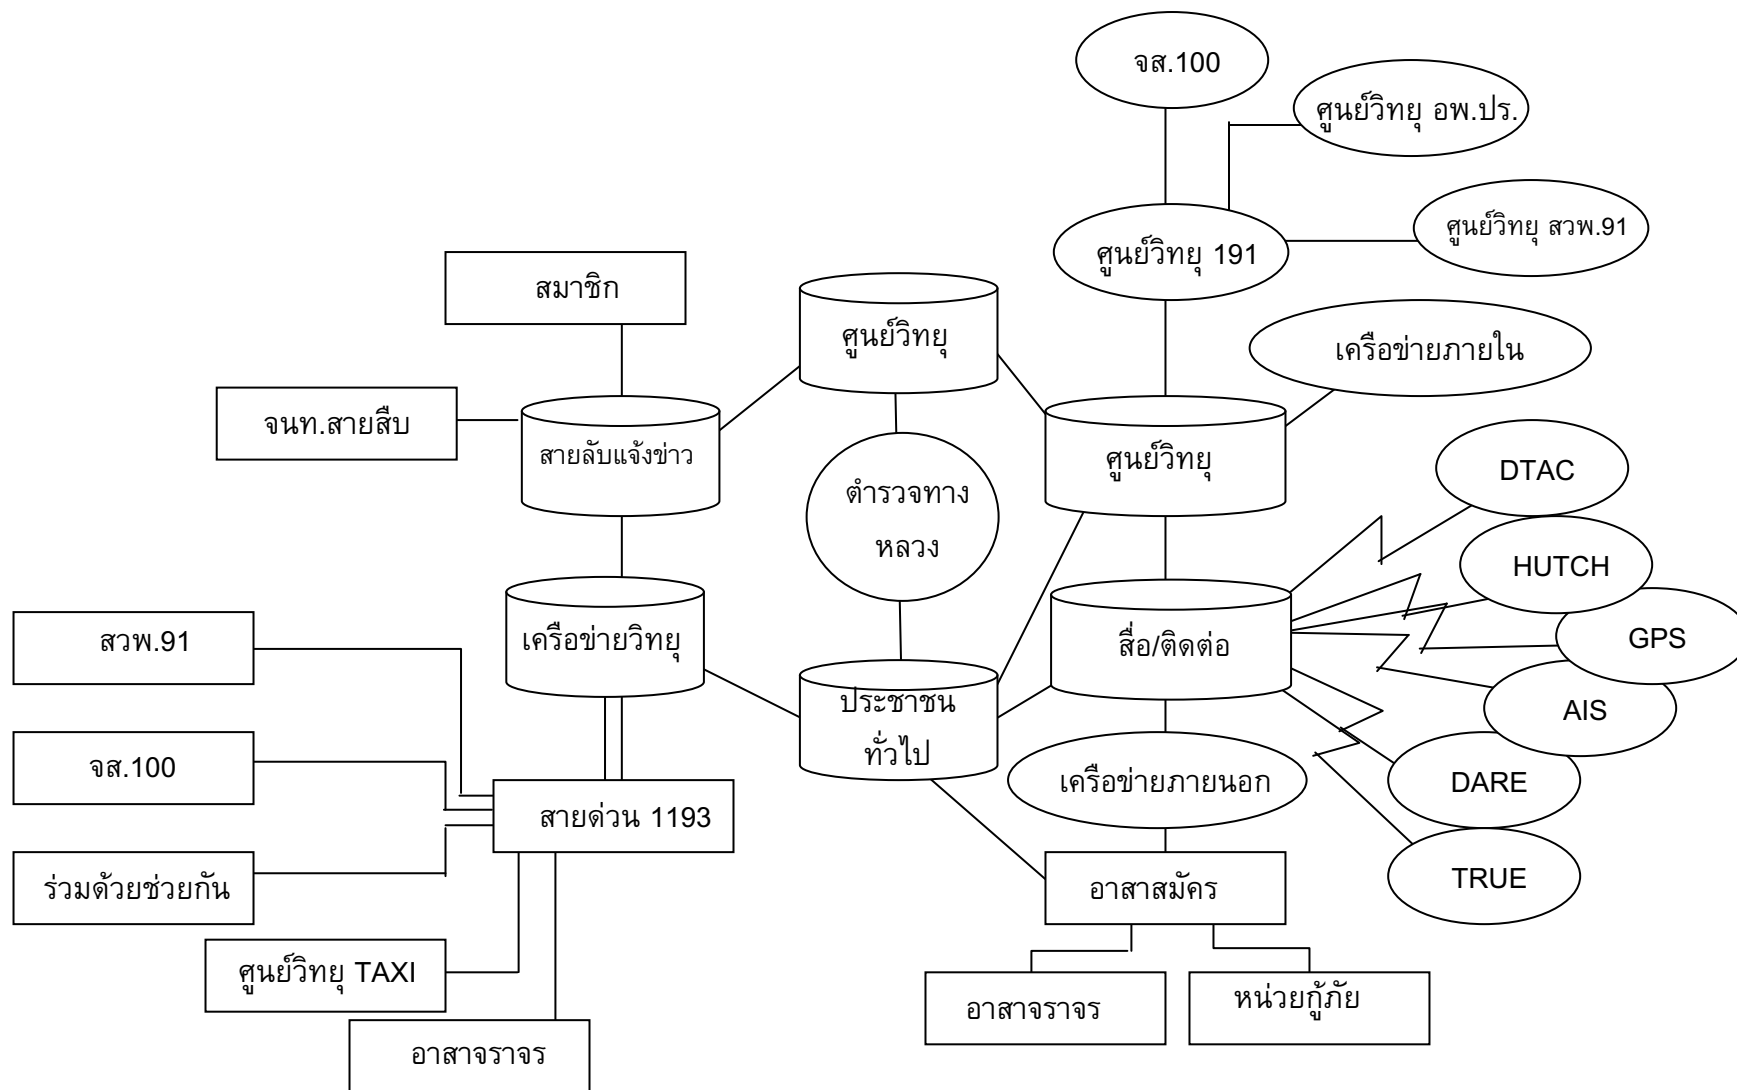 จส.100
ศูนย์วิทยุ อพ.ปร.
ศูนย์วิทยุ สวพ.91
ศูนย์วิทยุ 191
สมาชิก
ศูนย์วิทยุ
เครือข่ายภายใน
จนท.สายสืบ
สายลับแจ้งข่าว
ศูนย์วิทยุ
DTAC
ตำรวจทาง
หลวง
HUTCH
สวพ.91
เครือข่ายวิทยุ
สื่อ/ติดต่อ
GPS
ประชาชน
ทั่วไป
AIS
จส.100
เครือข่ายภายนอก
DARE
สายด่วน 1193
ร่วมด้วยช่วยกัน
อาสาสมัคร
TRUE
ศูนย์วิทยุ TAXI
อาสาจราจร
หน่วยกู้ภัย
อาสาจราจร